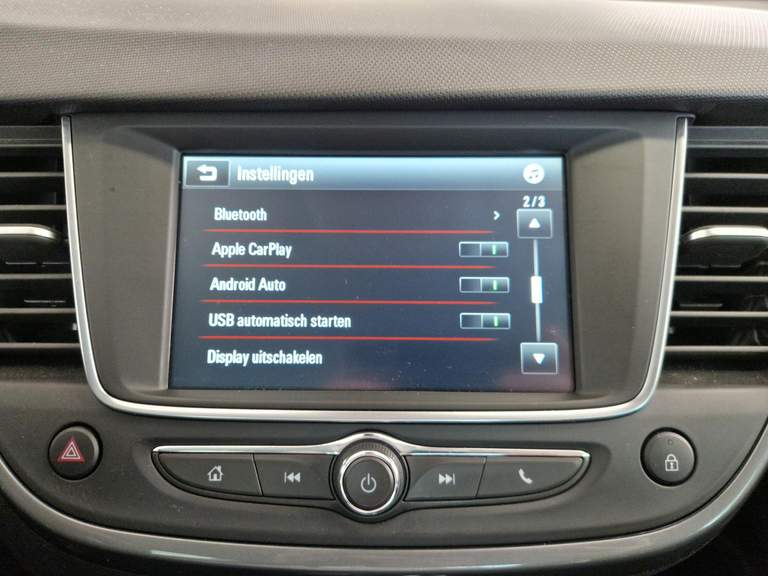 Instellingen
2/3
Bluetooth
Apple CarPlay
Android Auto
USB automatisch starten
Display uitschakelen